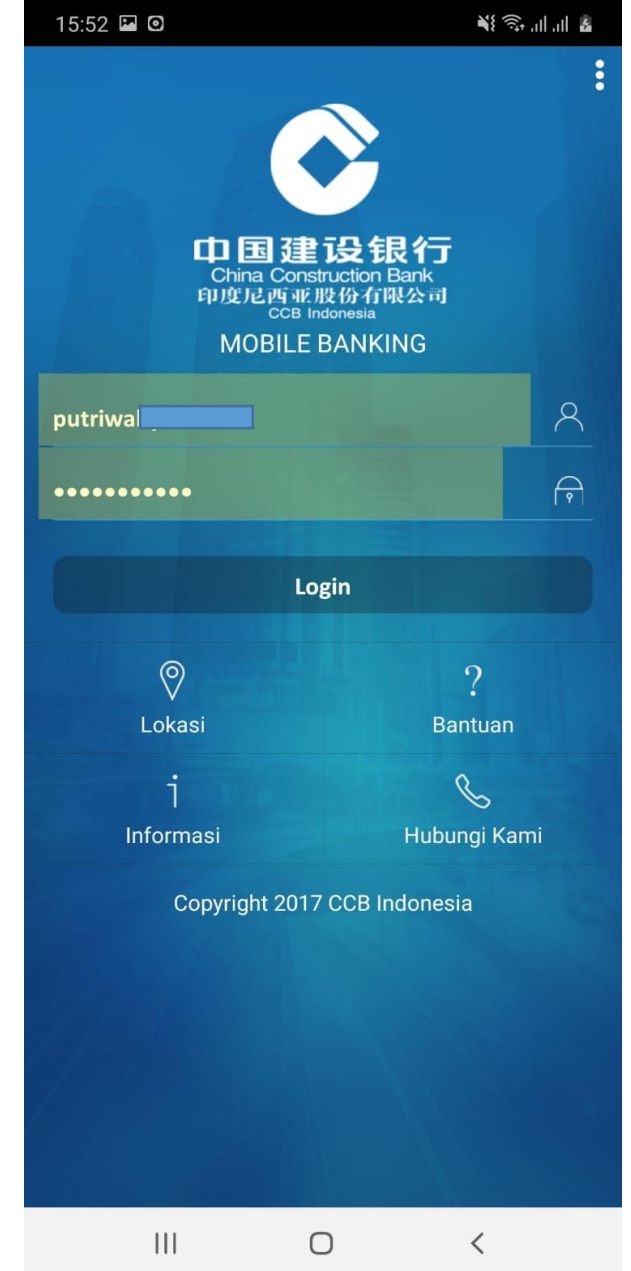 15:52
中国建设银行
China Construction Bank
印度尼西亚股份有限公司
CCB Indonesia
MOBILE BANKING
Login
Lokasi
Bantuan
Informasi
Hubungi Kami
Copyright 2017 CCB Indonesia